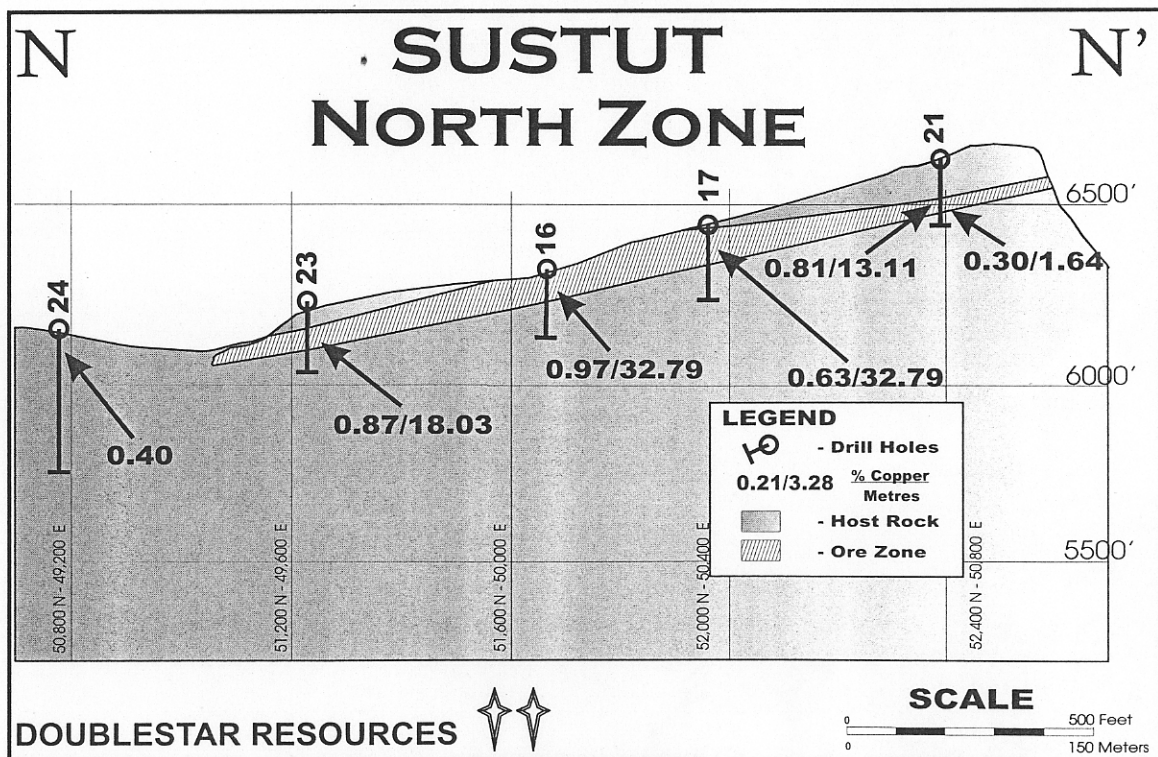 N
SUSTUT
NORTH ZONE
N'
24
23
16
17
21
6500'
6000'
5500'
0.40
0.87/18.03
0.97/32.79
0.63/32.79
0.81/13.11
0.30/1.64
LEGEND
- Drill Holes
0.21/3.28 % Copper
Metres
- Host Rock
- Ore Zone
50,800 N - 49,200 E
51,200 N - 49,600 E
51,600 N - 50,000 E
52,000 N - 50,400 E
52,400 N - 50,800 E
DOUBLESTAR RESOURCES
SCALE
0 500 Feet
0 150 Meters